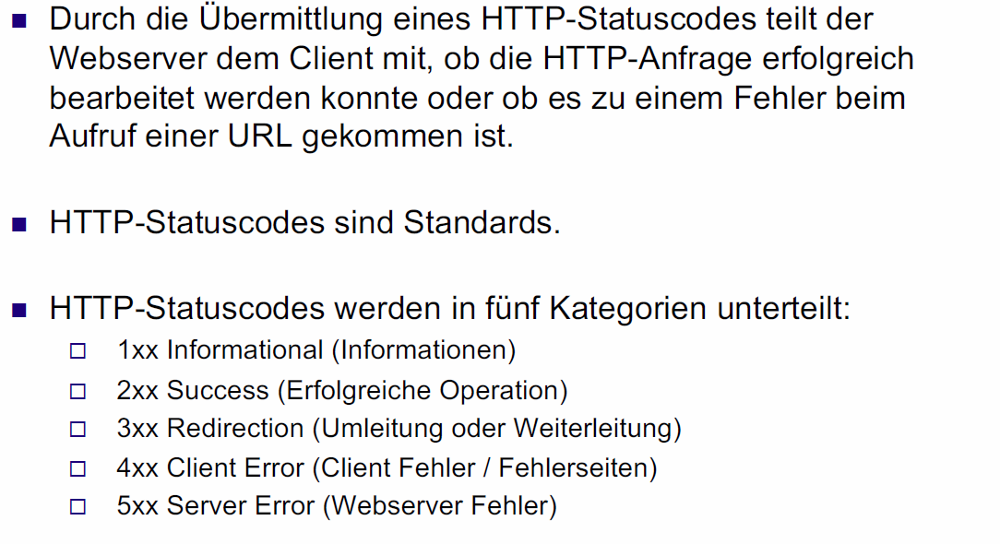 Durch die Übermittlung eines HTTP-Statuscodes teilt der
Webserver dem Client mit, ob die HTTP-Anfrage erfolgreich
bearbeitet werden konnte oder ob es zu einem Fehler beim
Aufruf einer URL gekommen ist.
HTTP-Statuscodes sind Standards.
HTTP-Statuscodes werden in fünf Kategorien unterteilt:
1xx Informational (Informationen)
2xx Success (Erfolgreiche Operation)
3xx Redirection (Umleitung oder Weiterleitung)
4xx Client Error (Client Fehler / Fehlerseiten)
5xx Server Error (Webserver Fehler)